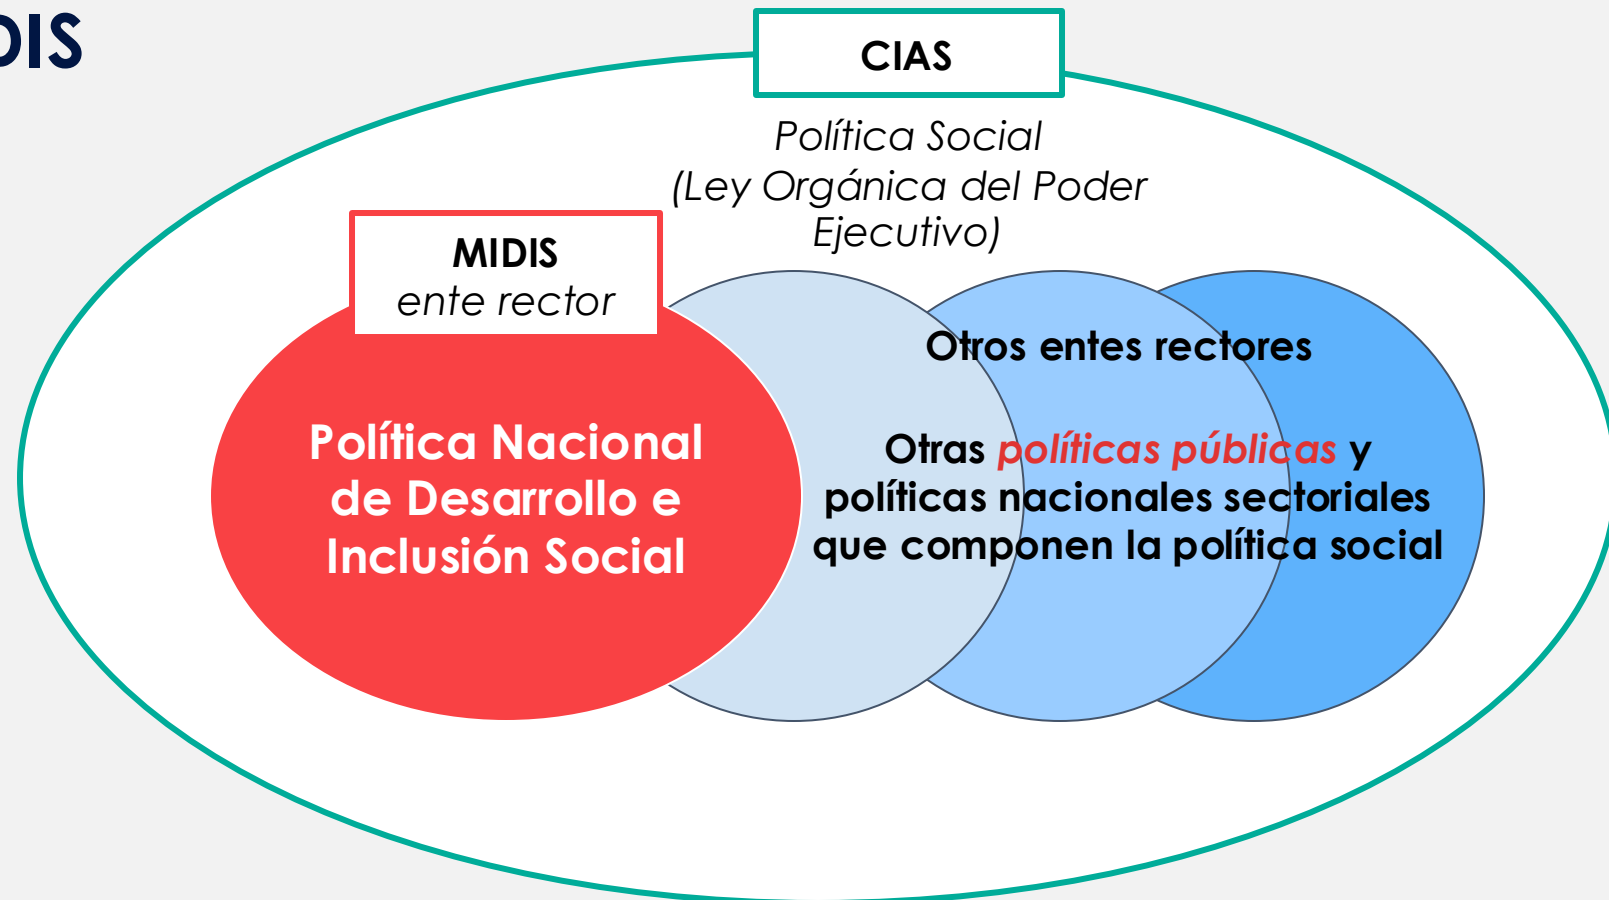 DIS
CIAS
Política Social
(Ley Orgánica del Poder
Ejecutivo)
MIDIS
ente rector
Política Nacional
de Desarrollo e
Inclusión Social
Otros entes rectores
Otras políticas públicas y
políticas nacionales sectoriales
que componen la política social